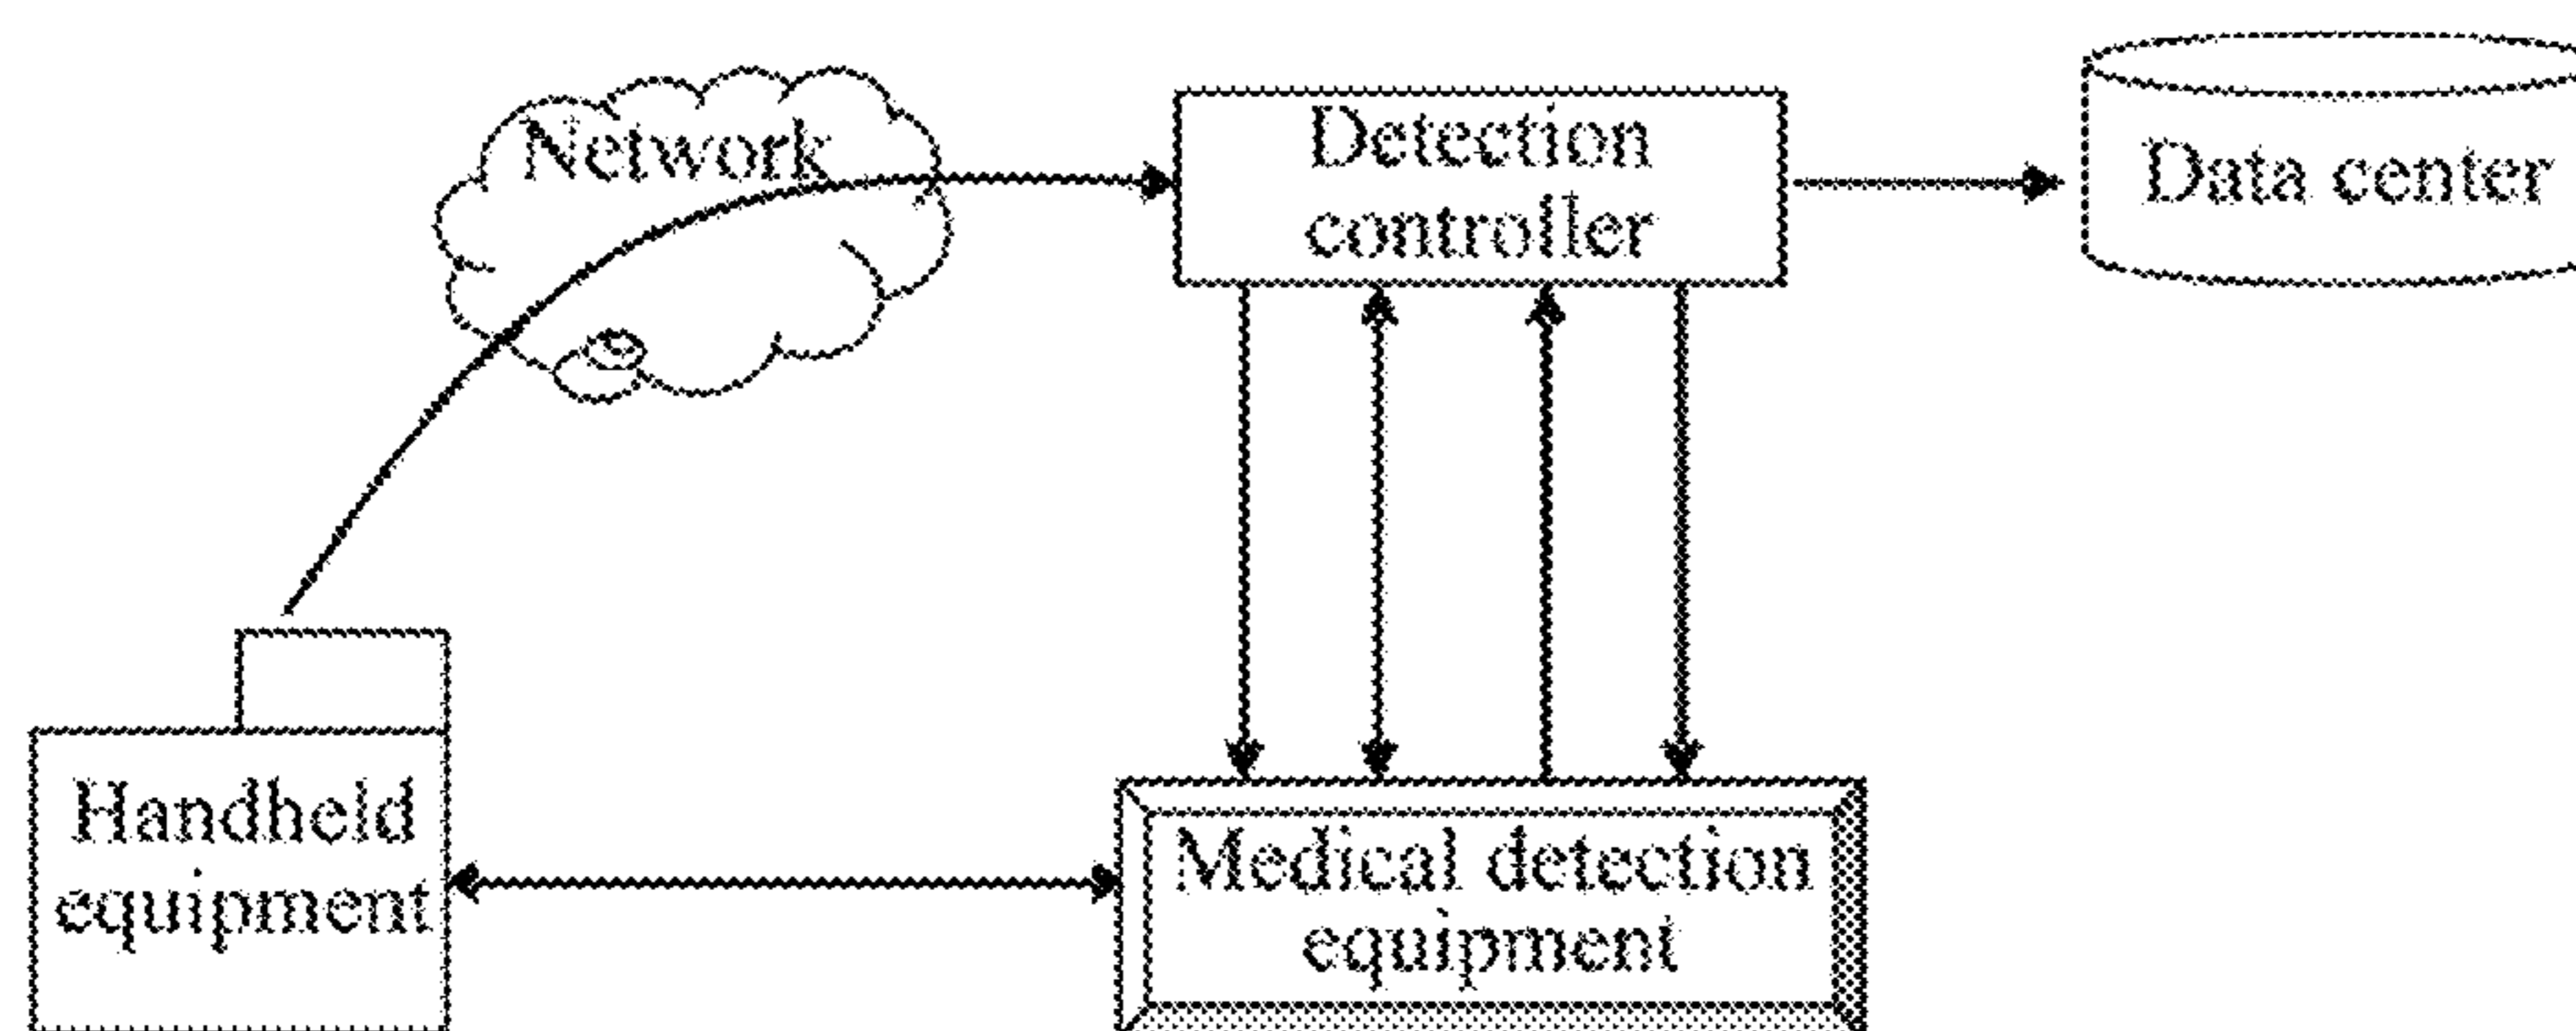 Network
Detection
controller
Data center
Handheld
equipment
Medical detection
equipment